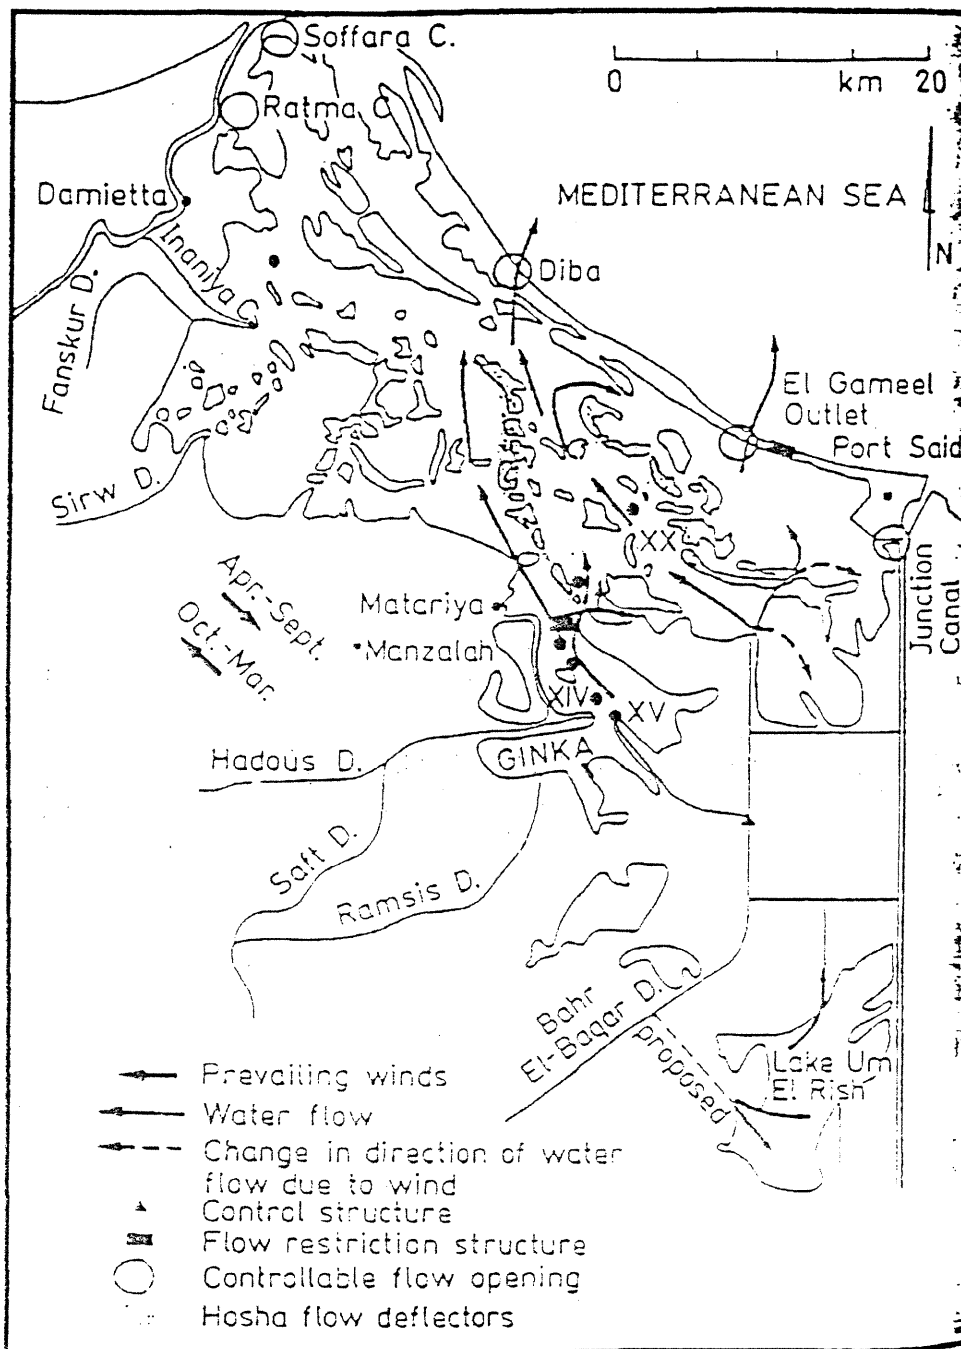 Soffara C.
0 km 20
Ratma C
Damietta
MEDITERRANEAN SEA
N
Inaniya C.
Diba
Fanskur D.
El Gameel
Outlet
Port Said
Sirw D.
XX
Apr.-Sept.
Oct.-Mar.
Matariya
Manzalah
Junction
Canal
XIV
XV
Hadous D.
GINKA
Saft D.
Ramsis D.
Bahr
El-Baqar D.
proposed
Lake Um
El Rish
Prevailing winds
Water flow
Change in direction of water
flow due to wind
Control structure
Flow restriction structure
Controllable flow opening
Hosha flow deflectors